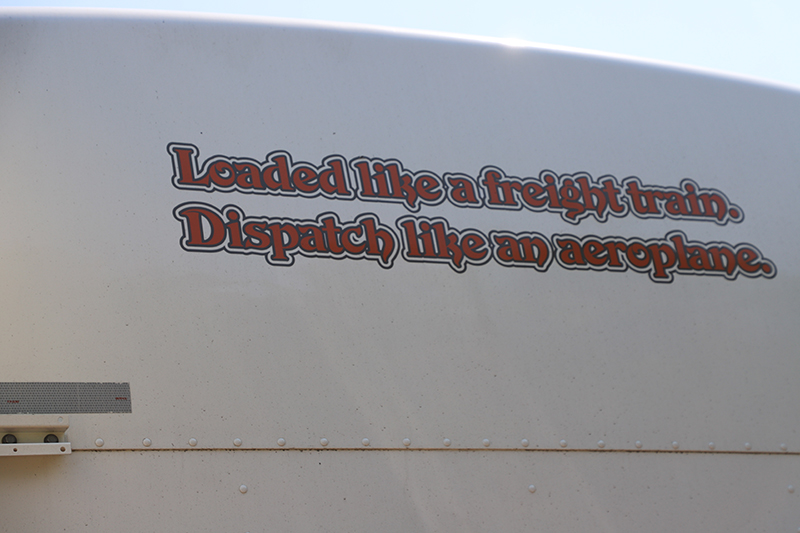 Loaded like a freight train.
Dispatch like an aeroplane.